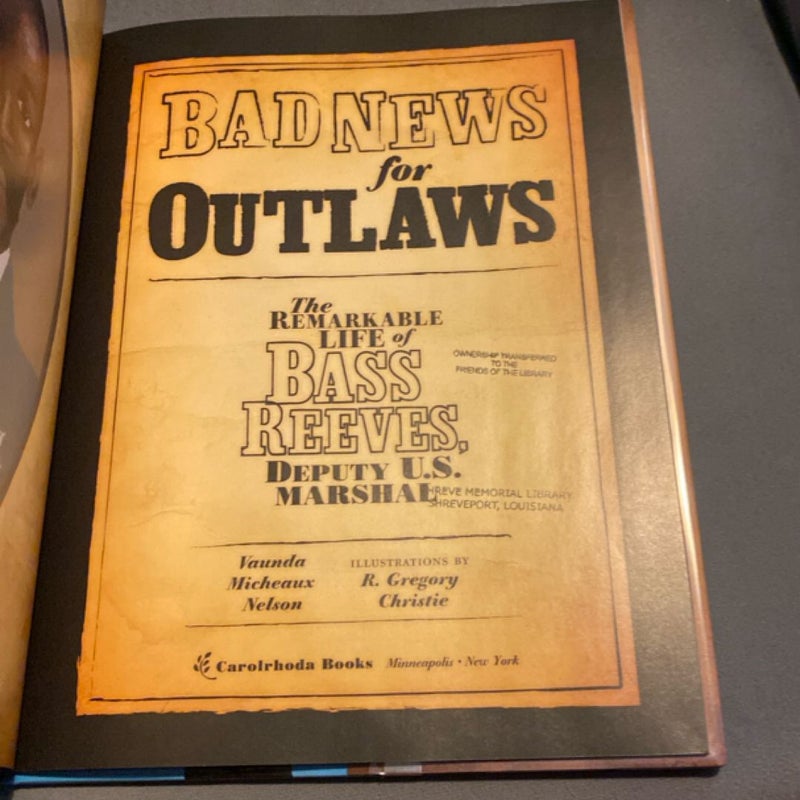 BAD NEWS
for
OUTLAWS
The
REMARKABLE
LIFE of
BASS
REEVES,
DEPUTY U.S.
MARSHAL
OWNERSHIP TRANSFERRED
TO THE
FRIENDS OF THE LIBRARY
HREVE MEMORIAL LIBRARY
SHREVEPORT, LOUISIANA
Vaunda
Micheaux
Nelson
ILLUSTRATIONS BY
R. Gregory
Christie
Carolrhoda Books Minneapolis • New York